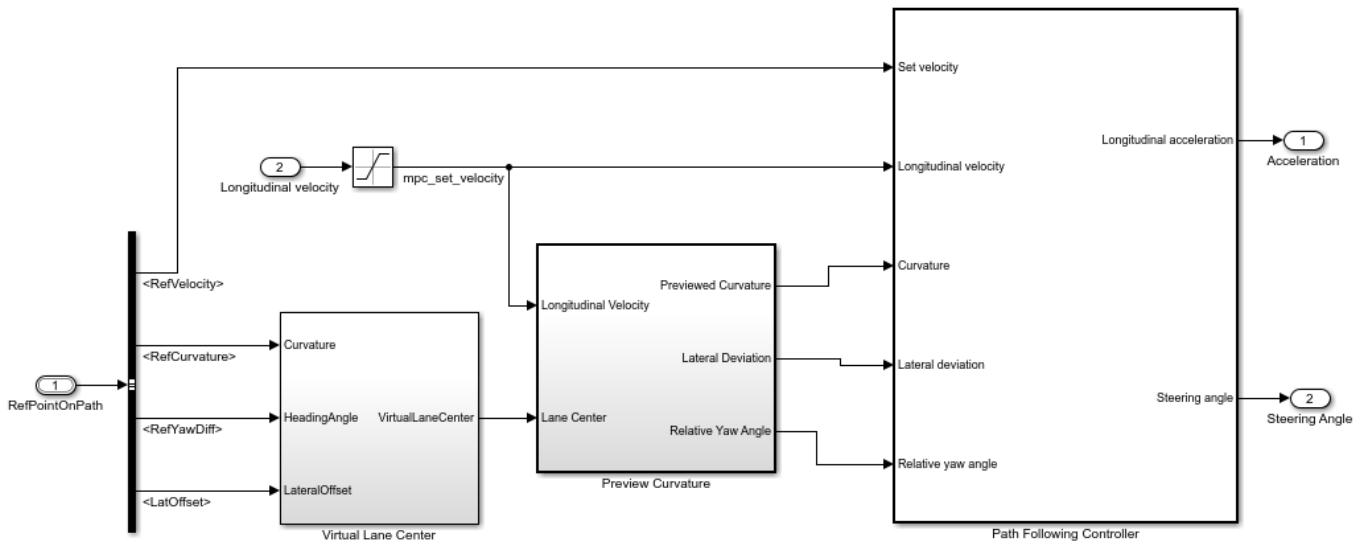 Set velocity
Longitudinal acceleration
1
Acceleration
2
Longitudinal velocity
mpc_set_velocity
Longitudinal velocity
<RefVelocity>
Curvature
Previewed Curvature
Longitudinal Velocity
<RefCurvature>
Curvature
Lateral Deviation
Lateral deviation
1
RefPointOnPath
Steering angle
2
Steering Angle
<RefYawDiff>
HeadingAngle
VirtualLaneCenter
Lane Center
Relative Yaw Angle
Relative yaw angle
<LatOffset>
LateralOffset
Preview Curvature
Virtual Lane Center
Path Following Controller